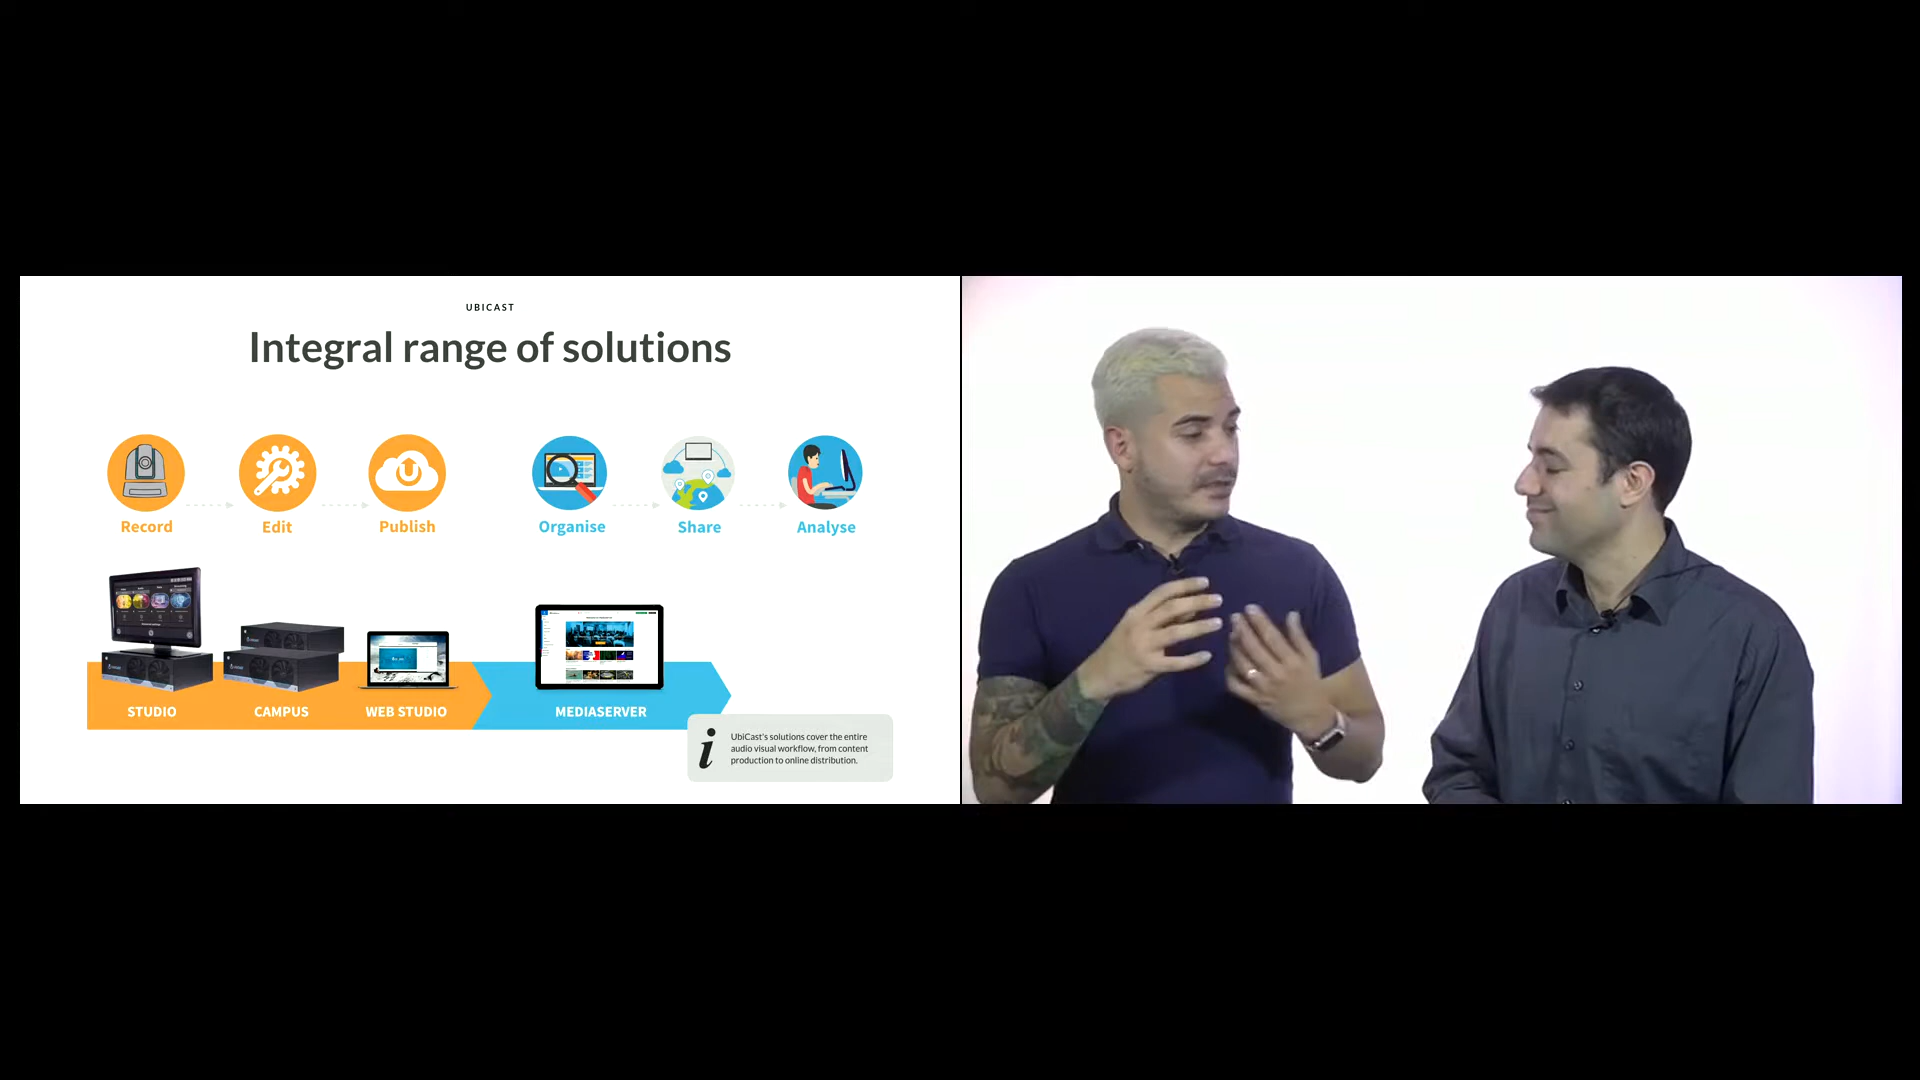 UBICAST
Integral range of solutions
Record
Edit
Publish
Organise
Share
Analyse
STUDIO
CAMPUS
WEB STUDIO
MEDIASERVER
i
UbiCast's solutions cover the entire
audio visual workflow, from content
production to online distribution.